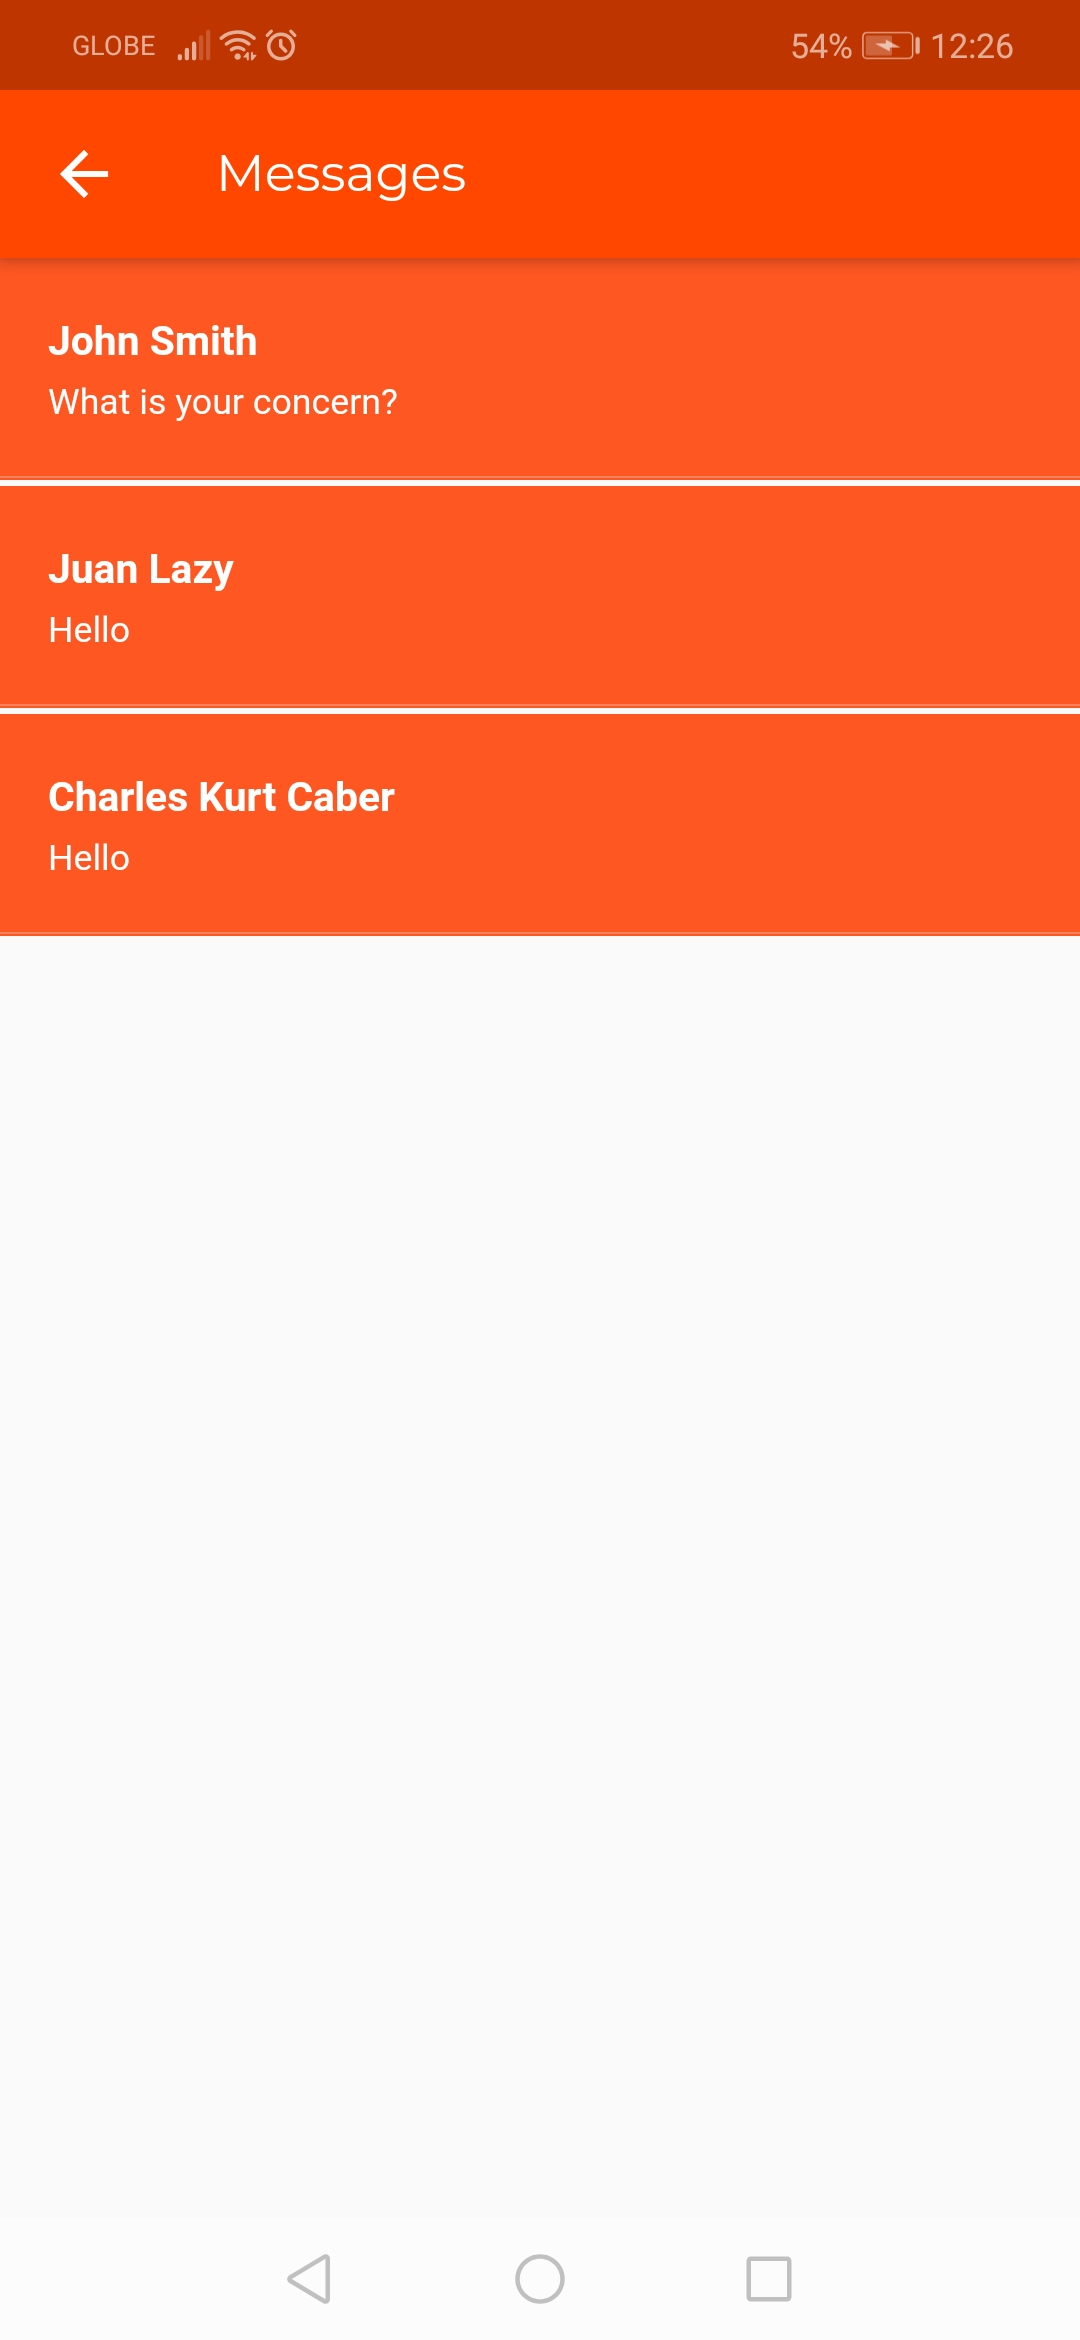 GLOBE 54% 12:26
Messages
John Smith
What is your concern?
Juan Lazy
Hello
Charles Kurt Caber
Hello